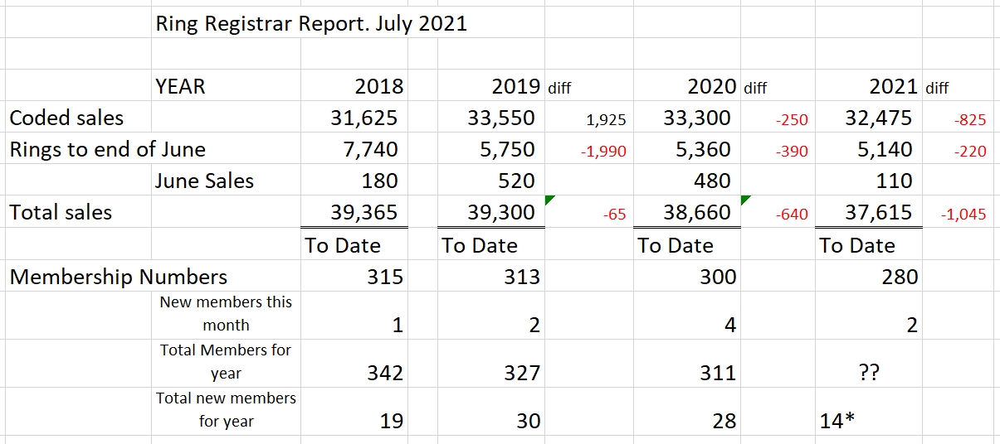 Ring Registrar Report. July 2021
YEAR 2018 2019 diff 2020 diff 2021 diff
Coded sales 31,625 33,550 1,925 33,300 -250 32,475 -825
Rings to end of June 7,740 5,750 -1,990 5,360 -390 5,140 -220
June Sales 180 520 480 110
Total sales 39,365 39,300 -65 38,660 -640 37,615 -1,045
To Date To Date To Date To Date
Membership Numbers 315 313 300 280
New members this
month 1 2 4 2
Total Members for
year 342 327 311 ??
Total new members
for year 19 30 28 14*